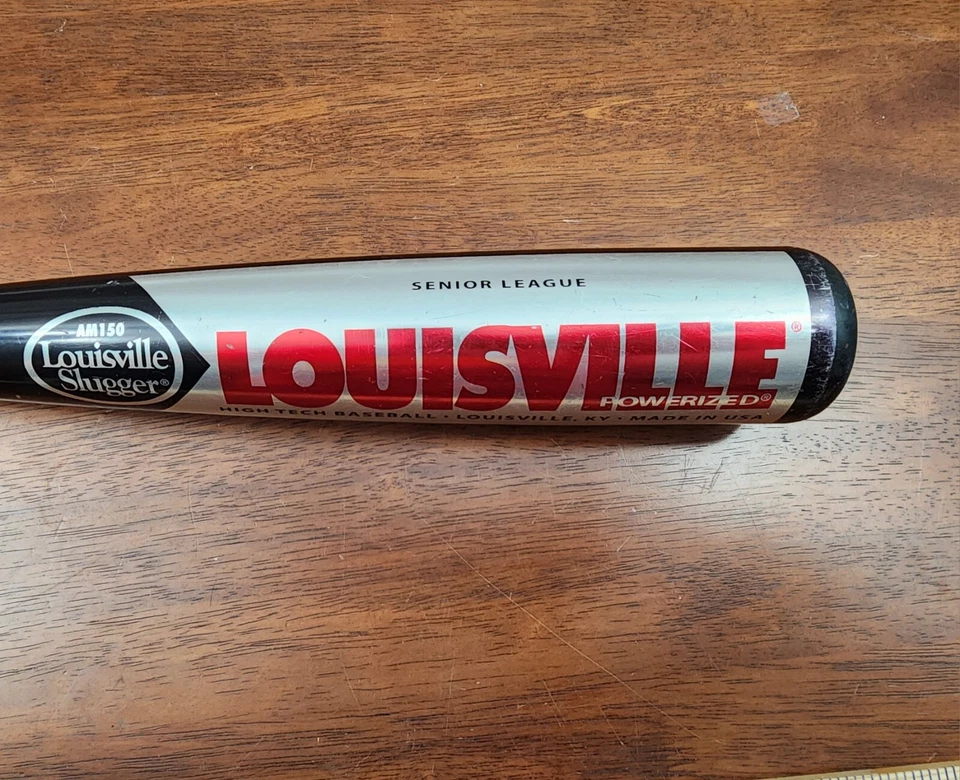 SENIOR LEAGUE
AM150
Louisville
Slugger®
LOUISVILLE®
POWERIZED®
HIGH TECH BASEBALL • LOUISVILLE, KY • MADE IN USA